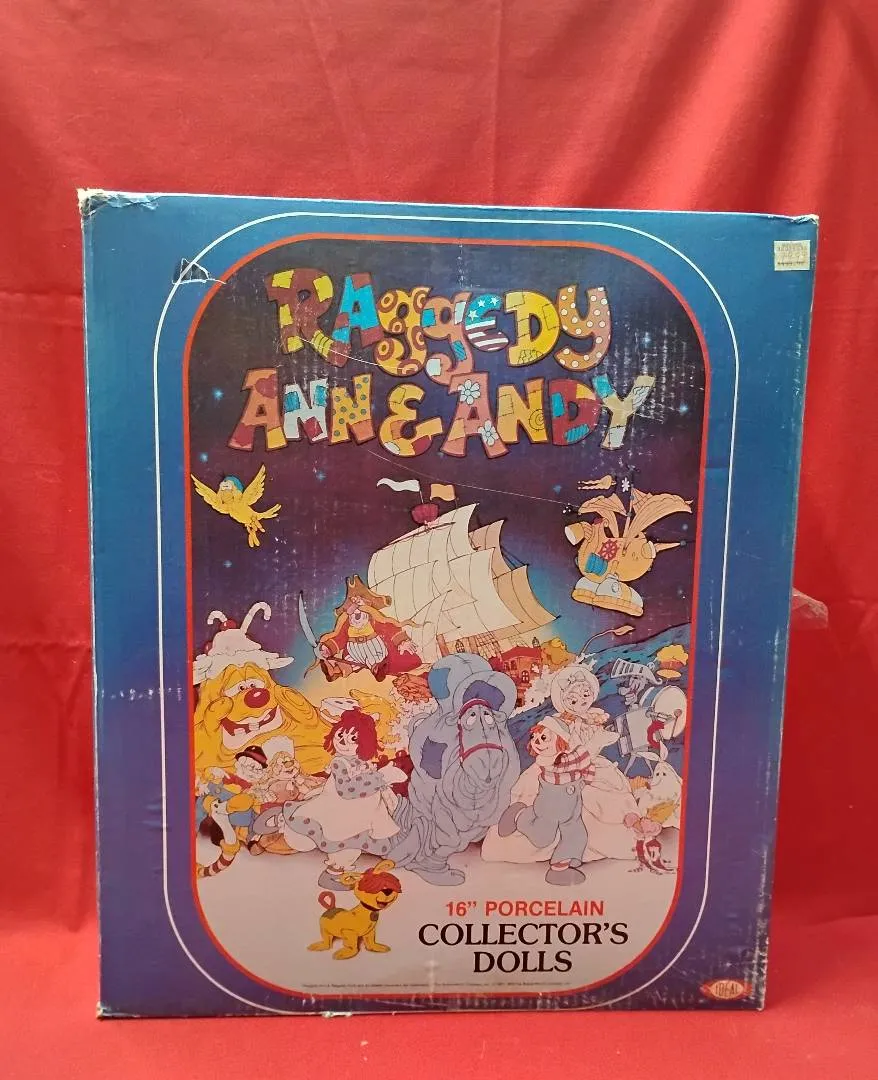 RAggEDY
ANN & ANDY
16" PORCELAIN
COLLECTOR'S
DOLLS
IDEAL